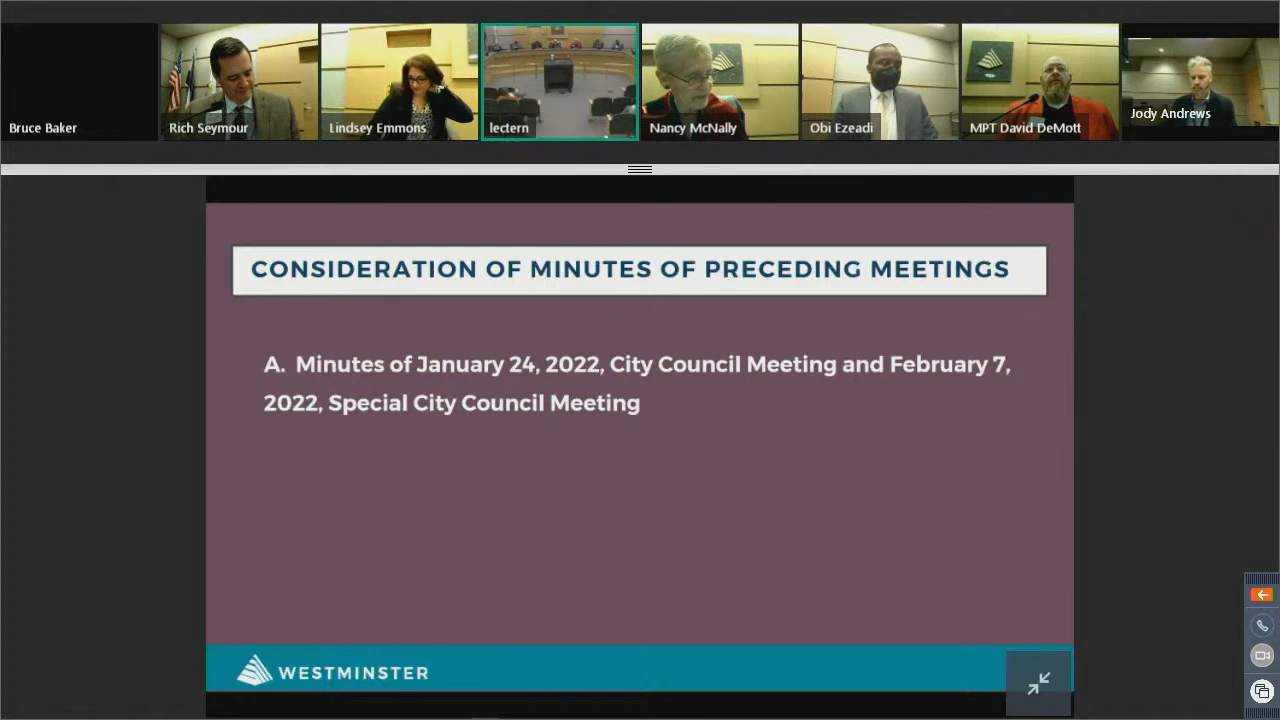 Bruce Baker
Rich Seymour
Lindsey Emmons
lectern
Nancy McNally
Obi Ezeadi
MPT David DeMott
Jody Andrews
CONSIDERATION OF MINUTES OF PRECEDING MEETINGS
A. Minutes of January 24, 2022, City Council Meeting and February 7,
2022, Special City Council Meeting
WESTMINSTER